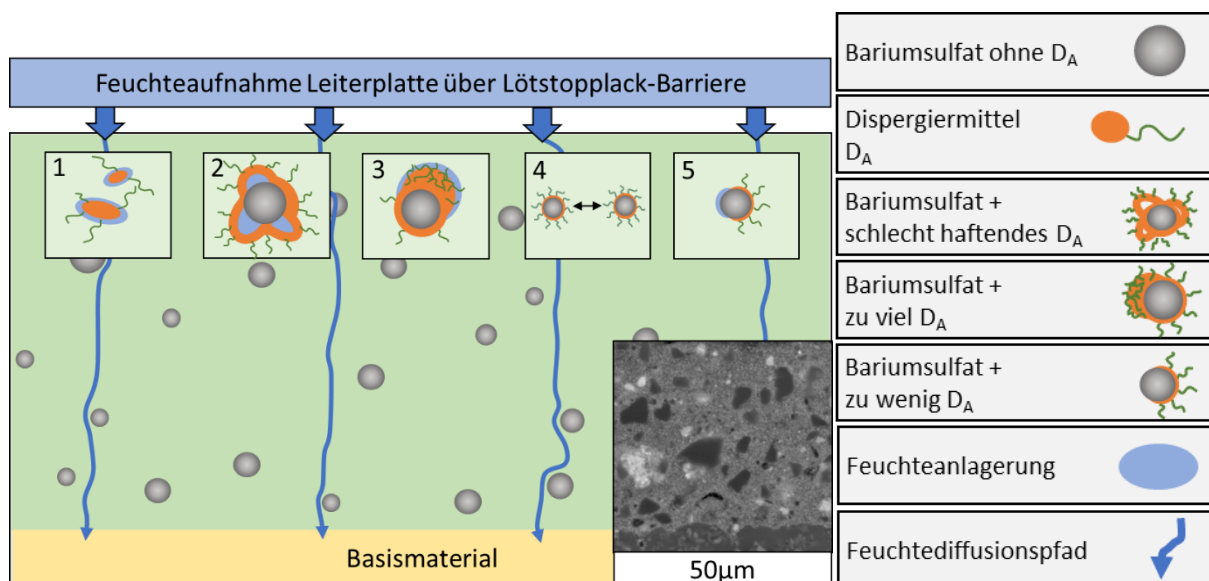 Feuchteaufnahme Leiterplatte über Lötstopplack-Barriere
1
2
3
4
5
Basismaterial
50µm
Bariumsulfat ohne DA
Dispergiermittel
DA
Bariumsulfat +
schlecht haftendes DA
Bariumsulfat +
zu viel DA
Bariumsulfat +
zu wenig DA
Feuchteanlagerung
Feuchtediffusionspfad